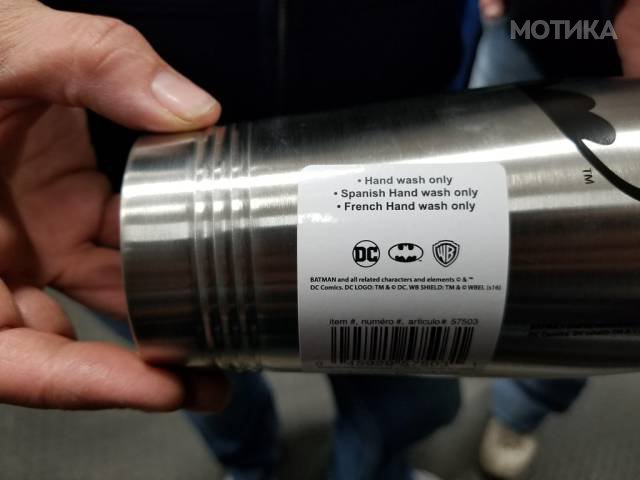 МОТИКА
• Hand wash only
• Spanish Hand wash only
• French Hand wash only
DC
W
BATMAN and all related characters and elements © & ™
DC Comics. DC LOGO: TM & © DC. WB SHIELD: TM & © WBEI. (s16)
item #, numéro #, artículo# 57503
TM